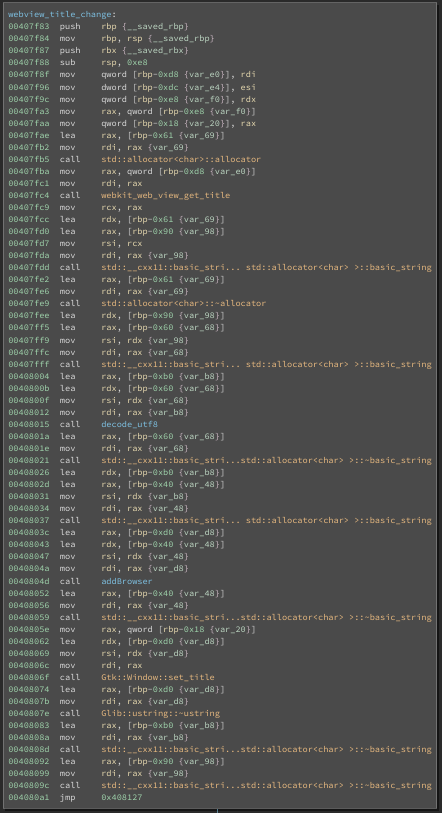 webview_title_change:
00407f83 push rbp {__saved_rbp}
00407f84 mov rbp, rsp {__saved_rbp}
00407f87 push rbx {__saved_rbx}
00407f88 sub rsp, 0xe8
00407f8f mov qword [rbp-0xd8 {var_e0}], rdi
00407f96 mov dword [rbp-0xdc {var_e4}], esi
00407f9c mov qword [rbp-0xe8 {var_f0}], rdx
00407fa3 mov rax, qword [rbp-0xe8 {var_f0}]
00407faa mov qword [rbp-0x18 {var_20}], rax
00407fae lea rax, [rbp-0x61 {var_69}]
00407fb2 mov rdi, rax {var_69}
00407fb5 call std::allocator<char>::allocator
00407fba mov rax, qword [rbp-0xd8 {var_e0}]
00407fc1 mov rdi, rax
00407fc4 call webkit_web_view_get_title
00407fc9 mov rcx, rax
00407fcc lea rdx, [rbp-0x61 {var_69}]
00407fd0 lea rax, [rbp-0x90 {var_98}]
00407fd7 mov rsi, rcx
00407fda mov rdi, rax {var_98}
00407fdd call std::__cxx11::basic_stri... std::allocator<char> >::basic_string
00407fe2 lea rax, [rbp-0x61 {var_69}]
00407fe6 mov rdi, rax {var_69}
00407fe9 call std::allocator<char>::~allocator
00407fee lea rdx, [rbp-0x90 {var_98}]
00407ff5 lea rax, [rbp-0x60 {var_68}]
00407ff9 mov rsi, rdx {var_98}
00407ffc mov rdi, rax {var_68}
00407fff call std::__cxx11::basic_stri... std::allocator<char> >::basic_string
00408004 lea rax, [rbp-0xb0 {var_b8}]
0040800b lea rdx, [rbp-0x60 {var_68}]
0040800f mov rsi, rdx {var_68}
00408012 mov rdi, rax {var_b8}
00408015 call decode_utf8
0040801a lea rax, [rbp-0x60 {var_68}]
0040801e mov rdi, rax {var_68}
00408021 call std::__cxx11::basic_stri...std::allocator<char> >::~basic_string
00408026 lea rdx, [rbp-0xb0 {var_b8}]
0040802d lea rax, [rbp-0x40 {var_48}]
00408031 mov rsi, rdx {var_b8}
00408034 mov rdi, rax {var_48}
00408037 call std::__cxx11::basic_stri... std::allocator<char> >::basic_string
0040803c lea rax, [rbp-0xd0 {var_d8}]
00408043 lea rdx, [rbp-0x40 {var_48}]
00408047 mov rsi, rdx {var_48}
0040804a mov rdi, rax {var_d8}
0040804d call addBrowser
00408052 lea rax, [rbp-0x40 {var_48}]
00408056 mov rdi, rax {var_48}
00408059 call std::__cxx11::basic_stri...std::allocator<char> >::~basic_string
0040805e mov rax, qword [rbp-0x18 {var_20}]
00408062 lea rdx, [rbp-0xd0 {var_d8}]
00408069 mov rsi, rdx {var_d8}
0040806c mov rdi, rax
0040806f call Gtk::Window::set_title
00408074 lea rax, [rbp-0xd0 {var_d8}]
0040807b mov rdi, rax {var_d8}
0040807e call Glib::ustring::~ustring
00408083 lea rax, [rbp-0xb0 {var_b8}]
0040808a mov rdi, rax {var_b8}
0040808d call std::__cxx11::basic_stri...std::allocator<char> >::~basic_string
00408092 lea rax, [rbp-0x90 {var_98}]
00408099 mov rdi, rax {var_98}
0040809c call std::__cxx11::basic_stri...std::allocator<char> >::~basic_string
004080a1 jmp 0x408127